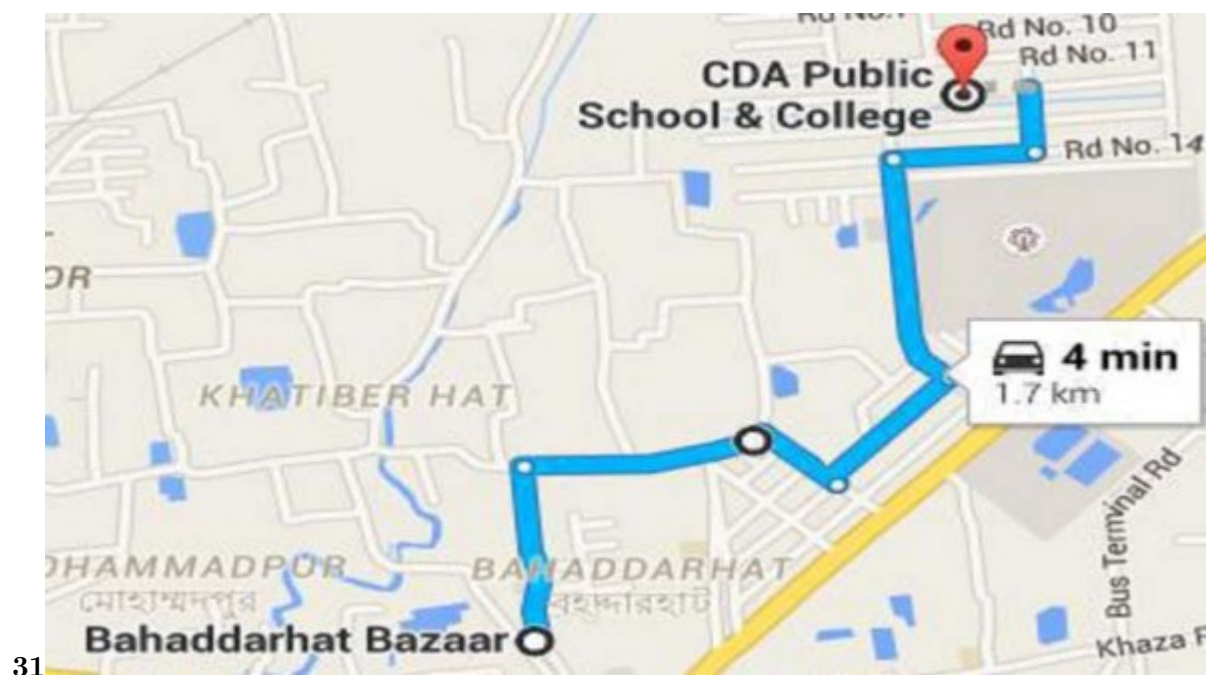 Rd No. 10
Rd No. 11
CDA Public
School & College
Rd No. 14
OR
4 min
1.7 km
KHATIBER HAT
Bus Terminal Rd
OHAMMADPUR
BAHADDARHAT
মোহাম্মদপুর
বহদ্দারহাট
Bahaddarhat Bazaar
Khaza
31